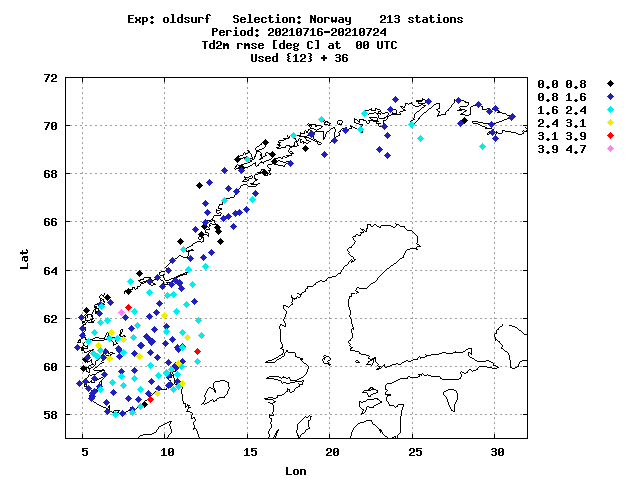 Exp: oldsurf   Selection: Norway    213 stations
Period: 20210716-20210724
Td2m rmse [deg C] at  00 UTC
Used {12} + 36
72
70
68
66
64
62
60
58
Lat
5 10 15 20 25 30
Lon
0.0 0.8
0.8 1.6
1.6 2.4
2.4 3.1
3.1 3.9
3.9 4.7